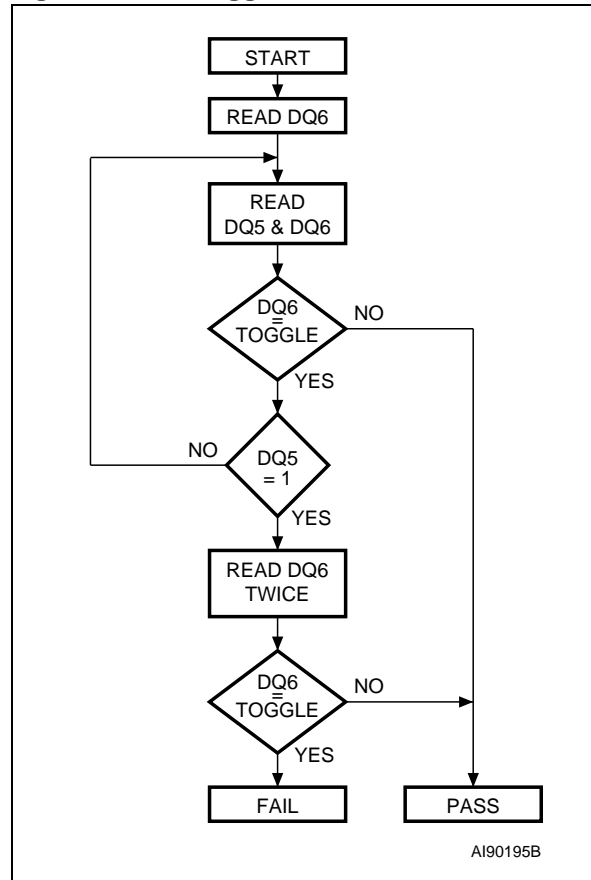 START
READ DQ6
READ
DQ5 & DQ6
DQ6
=
TOGGLE
NO
YES
NO
DQ5
= 1
YES
READ DQ6
TWICE
DQ6
=
TOGGLE
NO
YES
FAIL
PASS
AI90195B